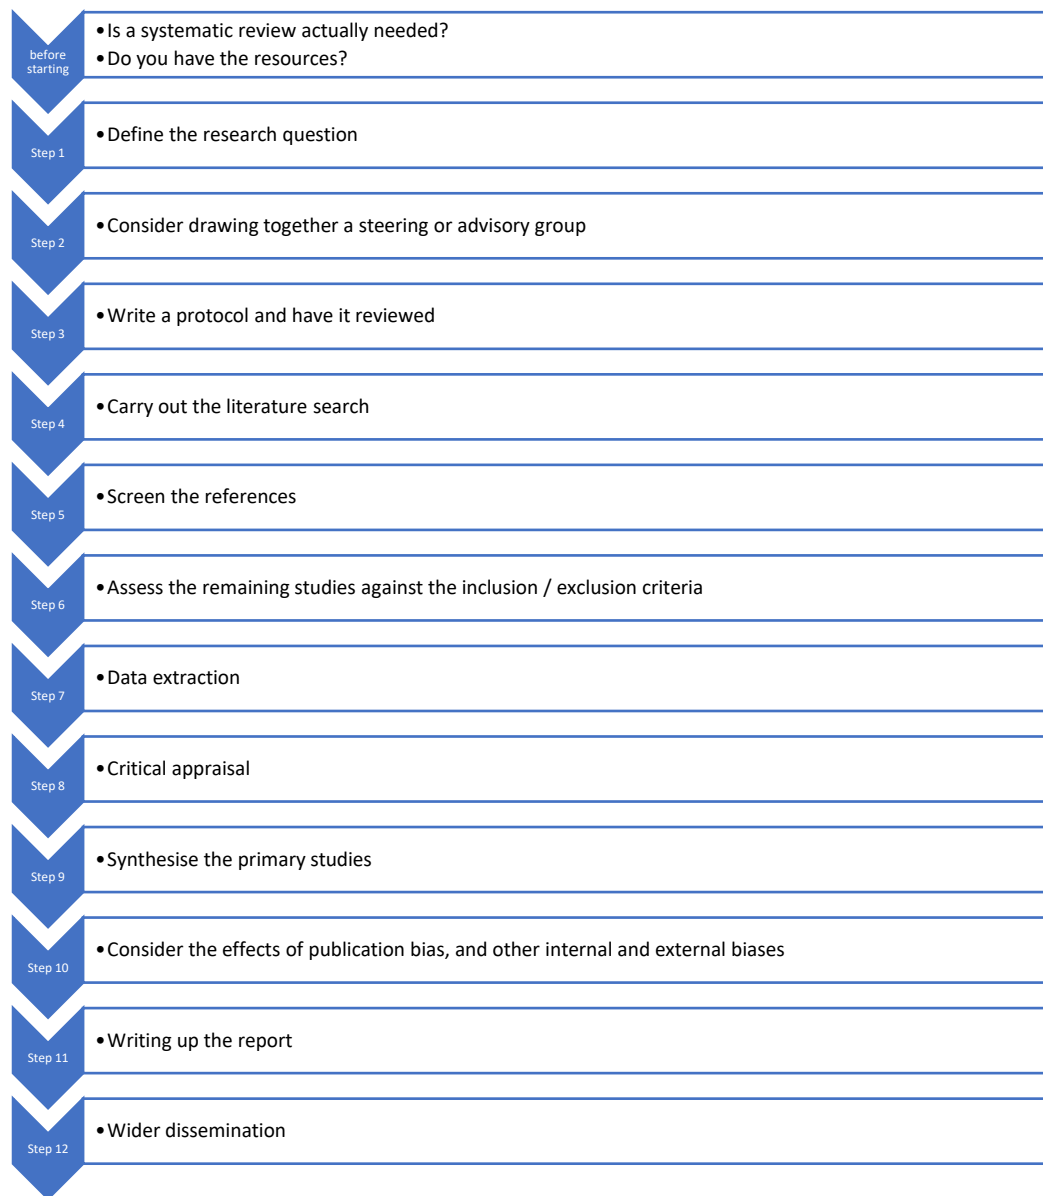 before
starting
•Is a systematic review actually needed?
•Do you have the resources?
Step 1
•Define the research question
Step 2
•Consider drawing together a steering or advisory group
Step 3
•Write a protocol and have it reviewed
Step 4
•Carry out the literature search
Step 5
•Screen the references
Step 6
•Assess the remaining studies against the inclusion / exclusion criteria
Step 7
•Data extraction
Step 8
•Critical appraisal
Step 9
•Synthesise the primary studies
Step 10
•Consider the effects of publication bias, and other internal and external biases
Step 11
•Writing up the report
Step 12
•Wider dissemination